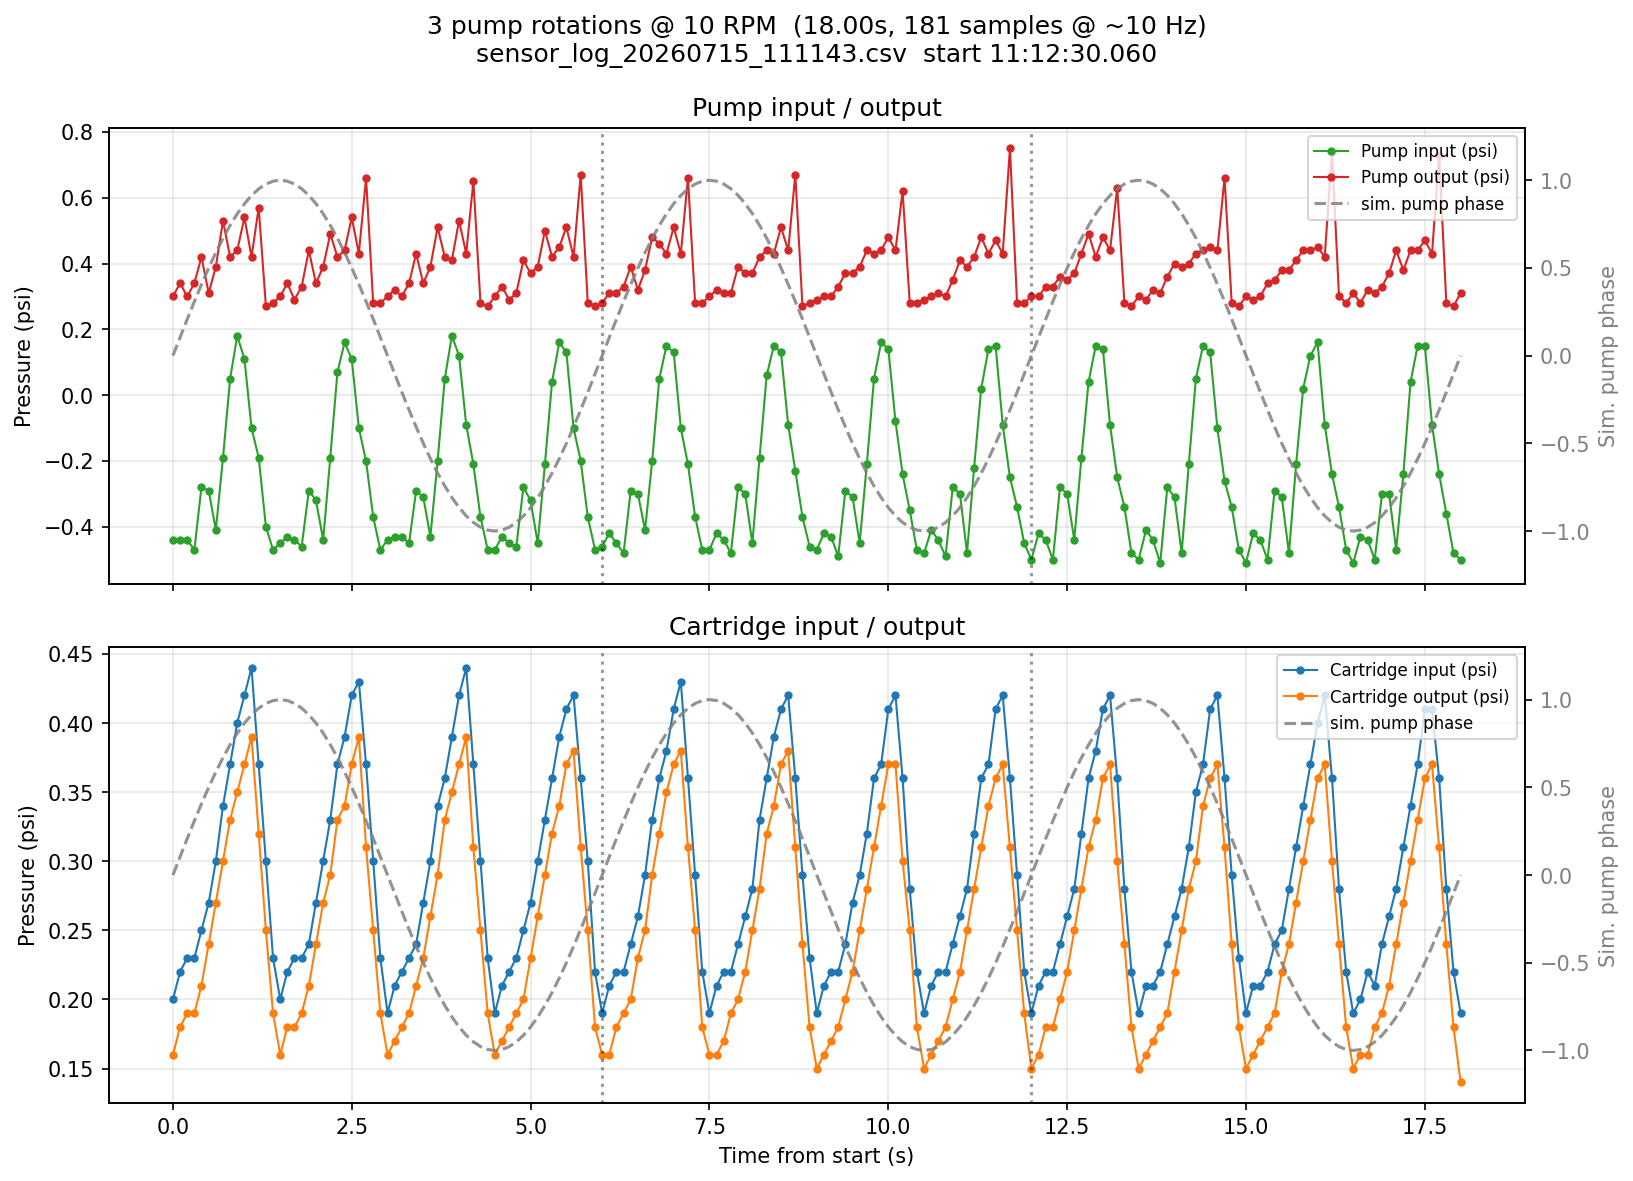 3 pump rotations @ 10 RPM  (18.00s, 181 samples @ ~10 Hz)
sensor_log_20260715_111143.csv  start 11:12:30.060
Pump input / output
0.8
0.6
0.4
0.2
0.0
−0.2
−0.4
Pressure (psi)
Pump input (psi)
Pump output (psi)
sim. pump phase
1.0
0.5
0.0
−0.5
−1.0
Sim. pump phase
Cartridge input / output
0.45
0.40
0.35
0.30
0.25
0.20
0.15
Pressure (psi)
Cartridge input (psi)
Cartridge output (psi)
sim. pump phase
1.0
0.5
0.0
−0.5
−1.0
Sim. pump phase
0.0 2.5 5.0 7.5 10.0 12.5 15.0 17.5
Time from start (s)